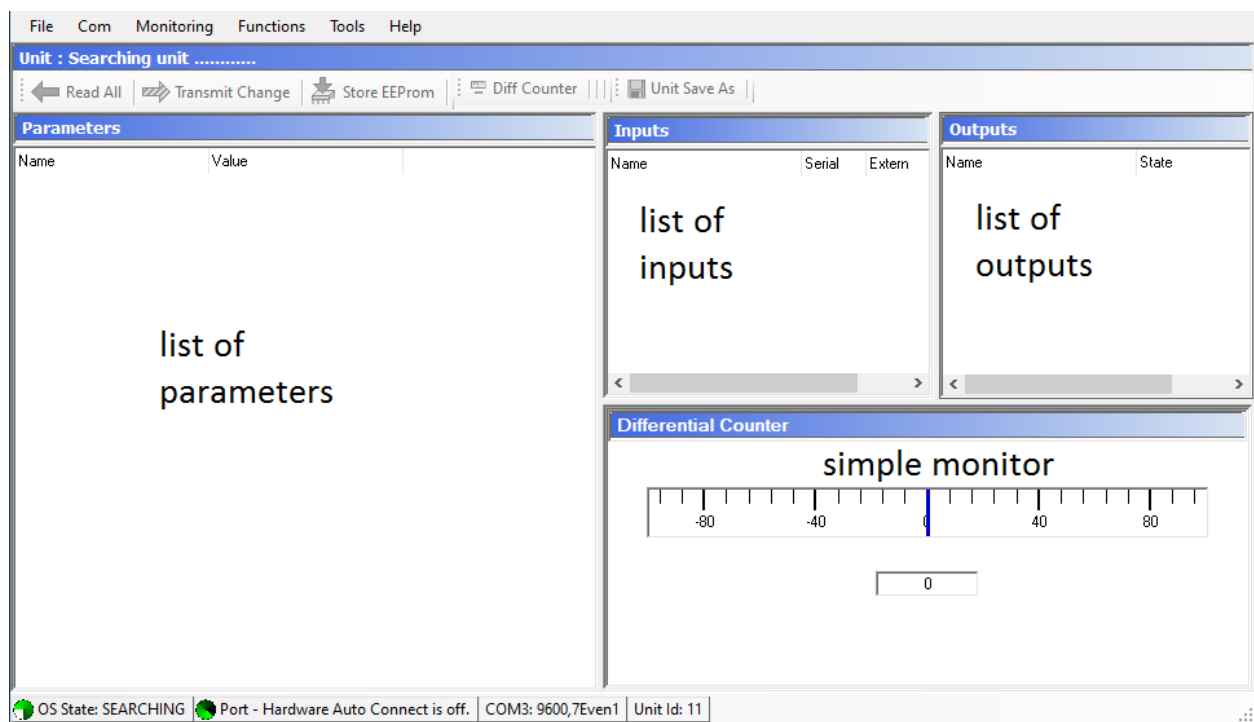 File Com Monitoring Functions Tools Help
Unit : Searching unit ............
Read All Transmit Change Store EEProm Diff Counter Unit Save As
Parameters
Name Value
list of
parameters
Inputs
Name Serial Extern
list of
inputs
Outputs
Name State
list of
outputs
Differential Counter
simple monitor
-80 -40 0 40 80
0
OS State: SEARCHING Port - Hardware Auto Connect is off. COM3: 9600,7Even1 Unit Id: 11